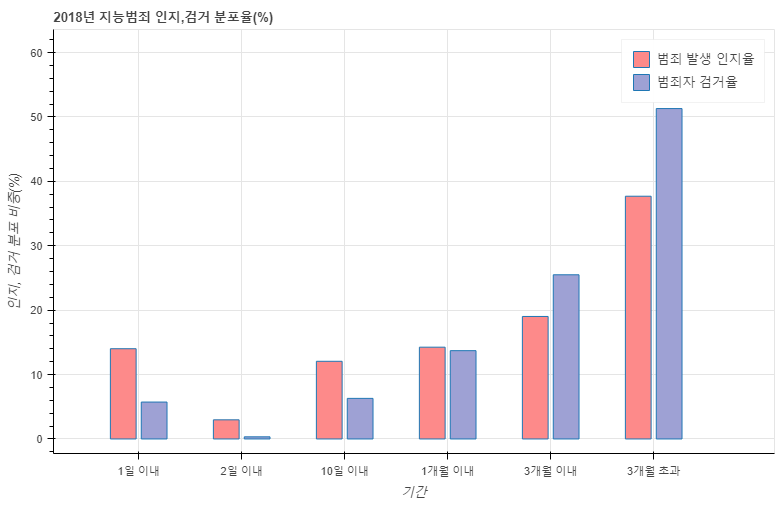 2018년 지능범죄 인지,검거 분포율(%)
범죄 발생 인지율
범죄자 검거율
인지, 검거 분포 비중(%)
60
50
40
30
20
10
0
1일 이내
2일 이내
10일 이내
1개월 이내
3개월 이내
3개월 초과
기간